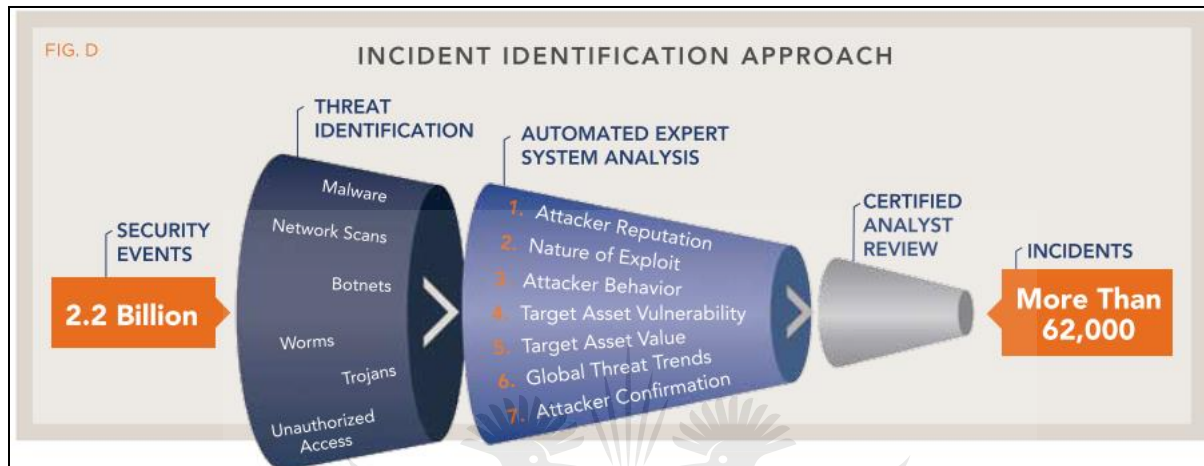 FIG. D
INCIDENT IDENTIFICATION APPROACH
SECURITY
EVENTS
2.2 Billion
THREAT
IDENTIFICATION
Malware
Network Scans
Botnets
Worms
Trojans
Unauthorized
Access
AUTOMATED EXPERT
SYSTEM ANALYSIS
1. Attacker Reputation
2. Nature of Exploit
3. Attacker Behavior
4. Target Asset Vulnerability
5. Target Asset Value
6. Global Threat Trends
7. Attacker Confirmation
CERTIFIED
ANALYST
REVIEW
INCIDENTS
More Than
62,000